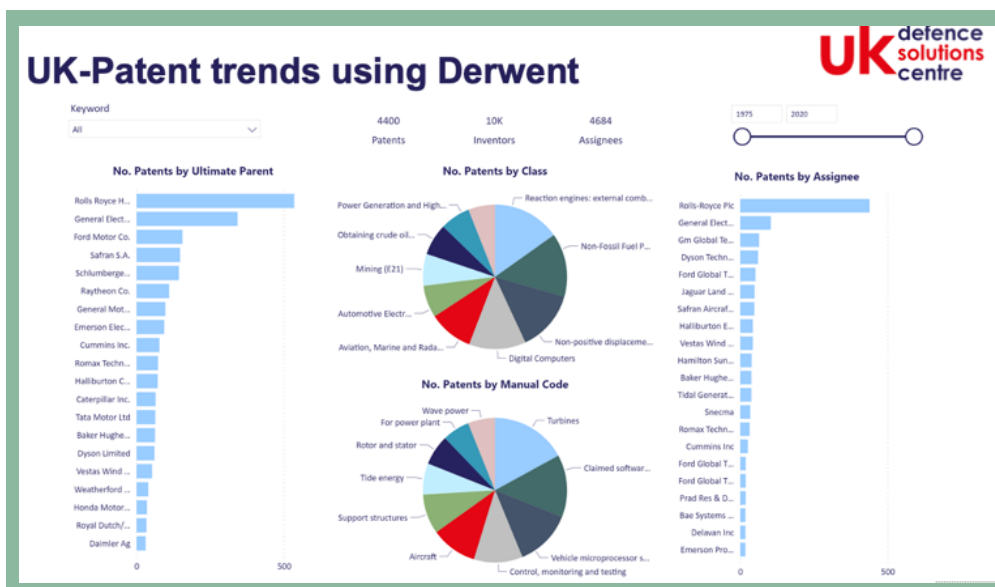 UK-Patent trends using Derwent
uk defence
solutions
centre
Keyword
All
4400
Patents
10K
Inventors
4684
Assignees
1975
2020
No. Patents by Ultimate Parent
Rolls Royce H...
General Elect...
Ford Motor Co.
Safran S.A.
Schlumberge...
Raytheon Co.
General Mot...
Emerson Elec...
Cummins Inc.
Romax Techn...
Halliburton C...
Caterpillar Inc.
Tata Motor Ltd
Baker Hughe...
Dyson Limited
Vestas Wind ...
Weatherford ...
Honda Motor...
Royal Dutch/...
Daimler Ag
0
500
No. Patents by Class
Reaction engines: external comb...
Non-Fossil Fuel P...
Non-positive displaceme...
Digital Computers
Aviation, Marine and Rada...
Automotive Electr...
Mining (E21)
Obtaining crude oil...
Power Generation and High...
No. Patents by Manual Code
Turbines
Claimed softwar...
Vehicle microprocessor s...
Control, monitoring and testing
Aircraft
Support structures
Tide energy
Rotor and stator
For power plant
Wave power
No. Patents by Assignee
Rolls-Royce Plc
General Elect...
Gm Global Te...
Dyson Techn...
Ford Global T...
Jaguar Land ...
Safran Aircraf...
Halliburton E...
Vestas Wind ...
Hamilton Sun...
Baker Hughe...
Tidal Generat...
Snecma
Romax Techn...
Cummins Inc
Ford Global T...
Ford Global T...
Prad Res & D...
Bae Systems ...
Delavan Inc
Emerson Pro...
0
500